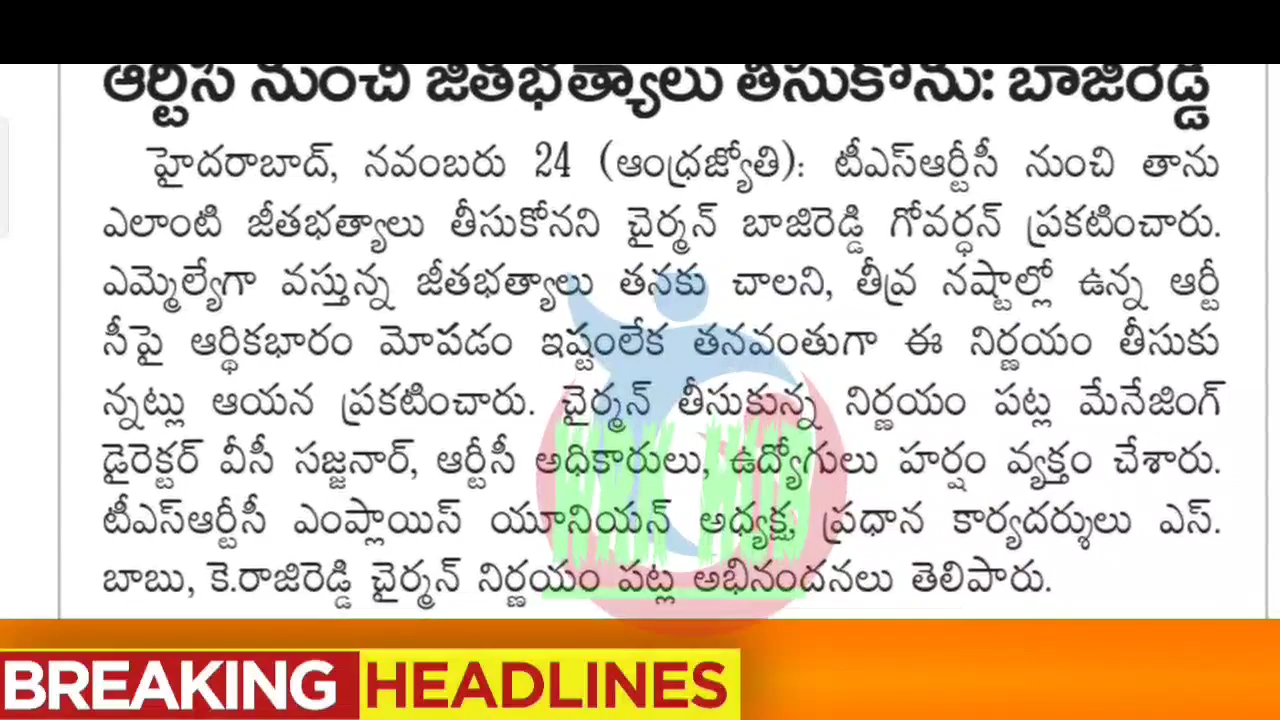 ఆర్టీసీ నుంచి జీతభత్యాలు తీసుకోను: బాజిరెడ్డి
హైదరాబాద్, నవంబరు 24 (ఆంధ్రజ్యోతి): టీఎస్ఆర్టీసీ నుంచి తాను
ఎలాంటి జీతభత్యాలు తీసుకోనని చైర్మన్ బాజిరెడ్డి గోవర్ధన్ ప్రకటించారు.
ఎమ్మెల్యేగా వస్తున్న జీతభత్యాలు తనకు చాలని, తీవ్ర నష్టాల్లో ఉన్న ఆర్టీ
సీపై ఆర్థికభారం మోపడం ఇష్టంలేక తనవంతుగా ఈ నిర్ణయం తీసుకు
న్నట్లు ఆయన ప్రకటించారు. చైర్మన్ తీసుకున్న నిర్ణయం పట్ల మేనేజింగ్
డైరెక్టర్ వీసీ సజ్జనార్, ఆర్టీసీ అధికారులు, ఉద్యోగులు హర్షం వ్యక్తం చేశారు.
టీఎస్ఆర్టీసీ ఎంప్లాయిస్ యూనియన్ అధ్యక్ష, ప్రధాన కార్యదర్శులు ఎస్.
బాబు, కె.రాజిరెడ్డి చైర్మన్ నిర్ణయం పట్ల అభినందనలు తెలిపారు.
BREAKING HEADLINES